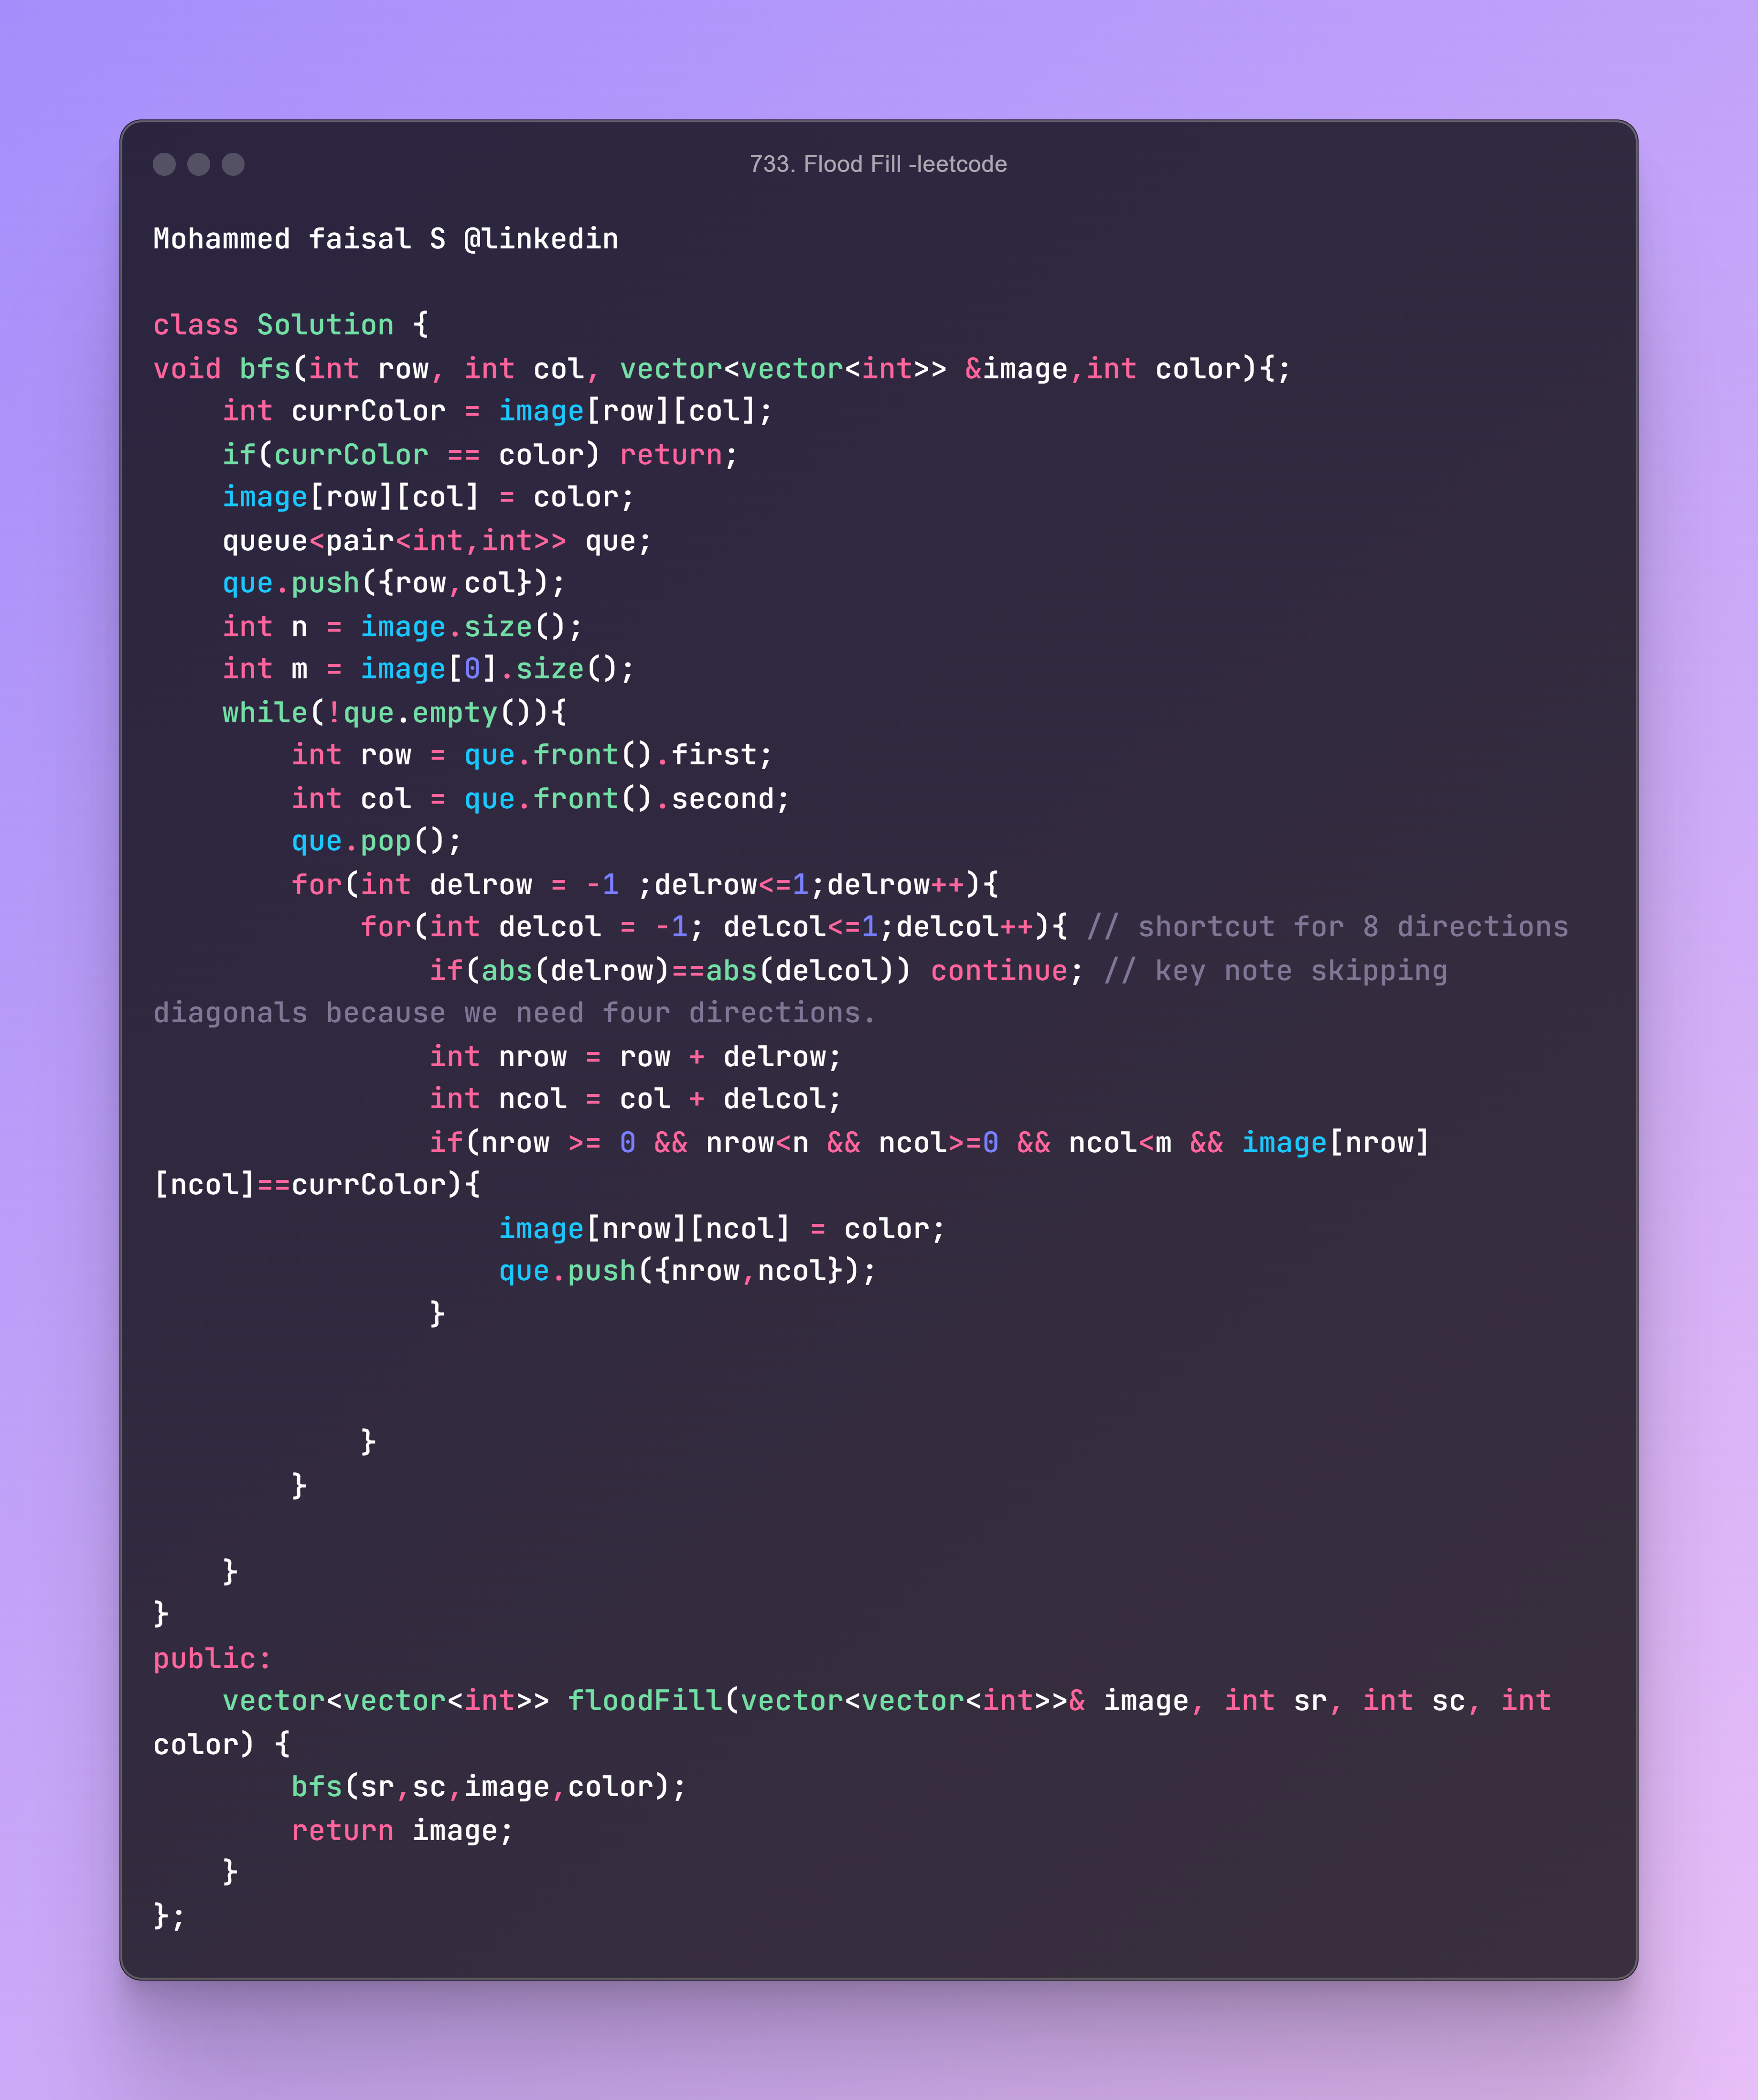 733. Flood Fill -leetcode
Mohammed faisal S @linkedin

class Solution {
void bfs(int row, int col, vector<vector<int>> &image,int color){;
    int currColor = image[row][col];
    if(currColor == color) return;
    image[row][col] = color;
    queue<pair<int,int>> que;
    que.push({row,col});
    int n = image.size();
    int m = image[0].size();
    while(!que.empty()){
        int row = que.front().first;
        int col = que.front().second;
        que.pop();
        for(int delrow = -1 ;delrow<=1;delrow++){
            for(int delcol = -1; delcol<=1;delcol++){ // shortcut for 8 directions
                if(abs(delrow)==abs(delcol)) continue; // key note skipping
diagonals because we need four directions.
                int nrow = row + delrow;
                int ncol = col + delcol;
                if(nrow >= 0 && nrow<n && ncol>=0 && ncol<m && image[nrow]
[ncol]==currColor){
                    image[nrow][ncol] = color;
                    que.push({nrow,ncol});
                }


            }
        }

    }
}
public:
    vector<vector<int>> floodFill(vector<vector<int>>& image, int sr, int sc, int
color) {
        bfs(sr,sc,image,color);
        return image;
    }
};